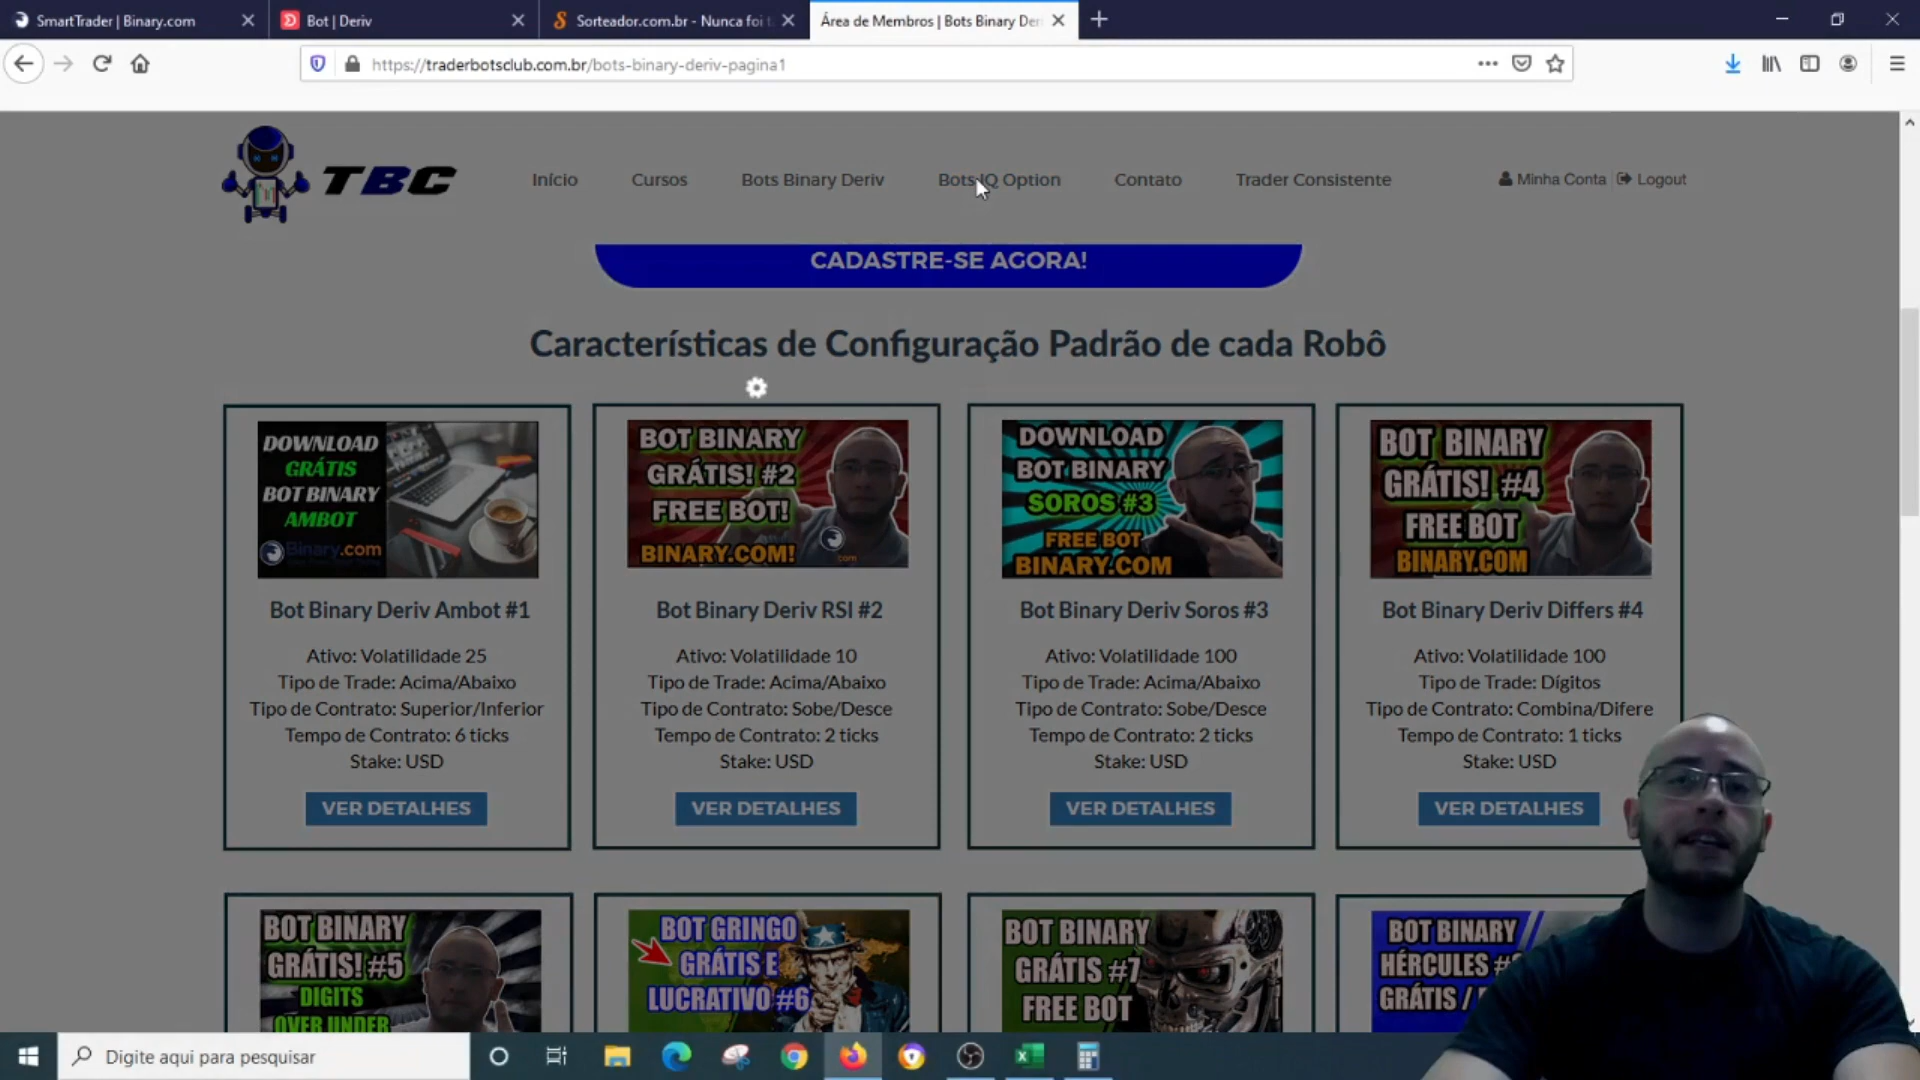 SmartTrader | Binary.com
Bot | Deriv
Sorteador.com.br - Nunca foi t
Área de Membros | Bots Binary Deri
https://traderbotsclub.com.br/bots-binary-deriv-pagina1
TBC
Início
Cursos
Bots Binary Deriv
Bots IQ Option
Contato
Trader Consistente
Minha Conta
Logout
CADASTRE-SE AGORA!
Características de Configuração Padrão de cada Robô
DOWNLOAD
GRÁTIS
BOT BINARY
AMBOT
Binary.com
Bot Binary Deriv Ambot #1
Ativo: Volatilidade 25
Tipo de Trade: Acima/Abaixo
Tipo de Contrato: Superior/Inferior
Tempo de Contrato: 6 ticks
Stake: USD
VER DETALHES
BOT BINARY
GRÁTIS! #2
FREE BOT!
BINARY.COM!
.com
Bot Binary Deriv RSI #2
Ativo: Volatilidade 10
Tipo de Trade: Acima/Abaixo
Tipo de Contrato: Sobe/Desce
Tempo de Contrato: 2 ticks
Stake: USD
VER DETALHES
DOWNLOAD
BOT BINARY
SOROS #3
FREE BOT
BINARY.COM
Bot Binary Deriv Soros #3
Ativo: Volatilidade 100
Tipo de Trade: Acima/Abaixo
Tipo de Contrato: Sobe/Desce
Tempo de Contrato: 2 ticks
Stake: USD
VER DETALHES
BOT BINARY
GRÁTIS! #4
FREE BOT
BINARY.COM
Bot Binary Deriv Differs #4
Ativo: Volatilidade 100
Tipo de Trade: Dígitos
Tipo de Contrato: Combina/Difere
Tempo de Contrato: 1 ticks
Stake: USD
VER DETALHES
BOT BINARY
GRÁTIS! #5
DIGITS
OVER UNDER
BOT GRINGO
GRÁTIS E
LUCRATIVO #6
BOT BINARY
GRÁTIS #7
FREE BOT
BOT BINARY
HÉRCULES
GRÁTIS /
Digite aqui para pesquisar